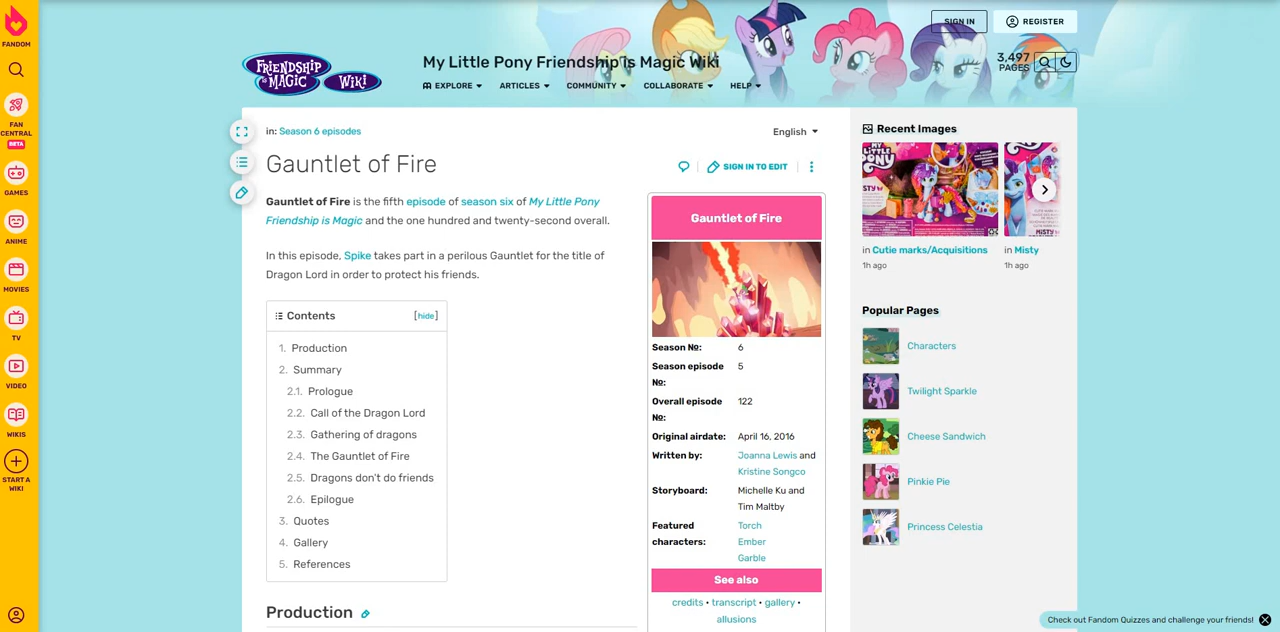 FANDOM
FAN
CENTRAL
BETA
GAMES
ANIME
MOVIES
TV
VIDEO
WIKIS
START A
WIKI
SIGN IN
REGISTER
FRIENDSHIP
IS
MAGIC
WIKI
My Little Pony Friendship is Magic Wiki
3,497
PAGES
EXPLORE
ARTICLES
COMMUNITY
COLLABORATE
HELP
in: Season 6 episodes
English
Gauntlet of Fire
SIGN IN TO EDIT
Gauntlet of Fire is the fifth episode of season six of My Little Pony
Friendship is Magic and the one hundred and twenty-second overall.
In this episode, Spike takes part in a perilous Gauntlet for the title of
Dragon Lord in order to protect his friends.
Contents [hide]
1. Production
2. Summary
2.1. Prologue
2.2. Call of the Dragon Lord
2.3. Gathering of dragons
2.4. The Gauntlet of Fire
2.5. Dragons don't do friends
2.6. Epilogue
3. Quotes
4. Gallery
5. References
Production
Gauntlet of Fire
Season №: 6
Season episode 5
№:
Overall episode 122
№:
Original airdate: April 16, 2016
Written by: Joanna Lewis and
Kristine Songco
Storyboard: Michelle Ku and
Tim Maltby
Featured Torch
characters: Ember
Garble
See also
credits • transcript • gallery •
allusions
Recent Images
MY LITTLE PONY
MISTY
in Cutie marks/Acquisitions
1h ago
in Misty
1h ago
Popular Pages
Characters
Twilight Sparkle
Cheese Sandwich
Pinkie Pie
Princess Celestia
Check out Fandom Quizzes and challenge your friends!